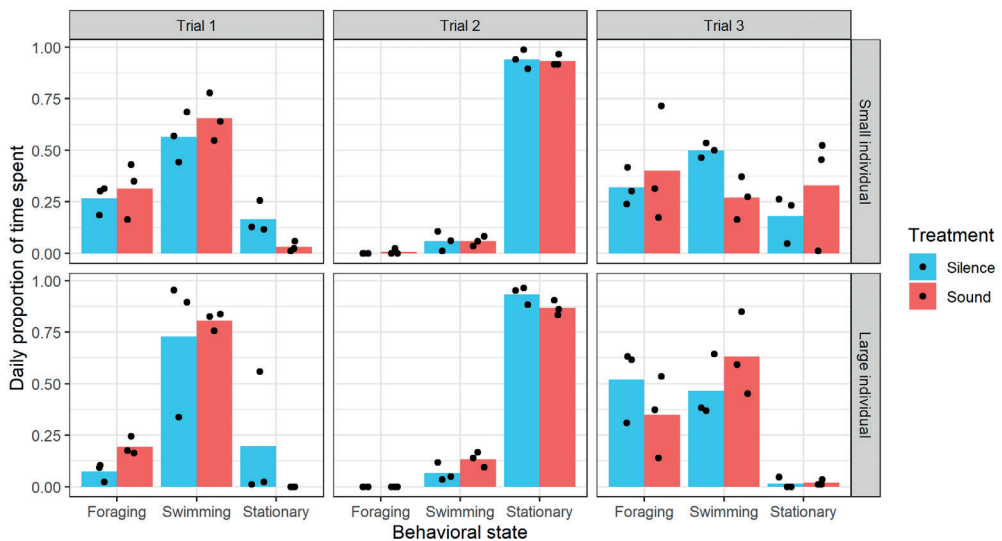 Trial 1
Trial 2
Trial 3
1.00
0.75
0.50
0.25
0.00
Small individual
1.00
0.75
0.50
0.25
0.00
Large individual
Daily proportion of time spent
Foraging Swimming Stationary
Foraging Swimming Stationary
Foraging Swimming Stationary
Behavioral state
Treatment
Silence
Sound